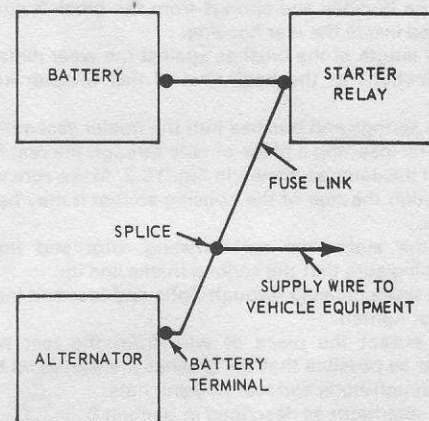 BATTERY
STARTER
RELAY
FUSE LINK
SPLICE
SUPPLY WIRE TO
VEHICLE EQUIPMENT
ALTERNATOR
BATTERY
TERMINAL